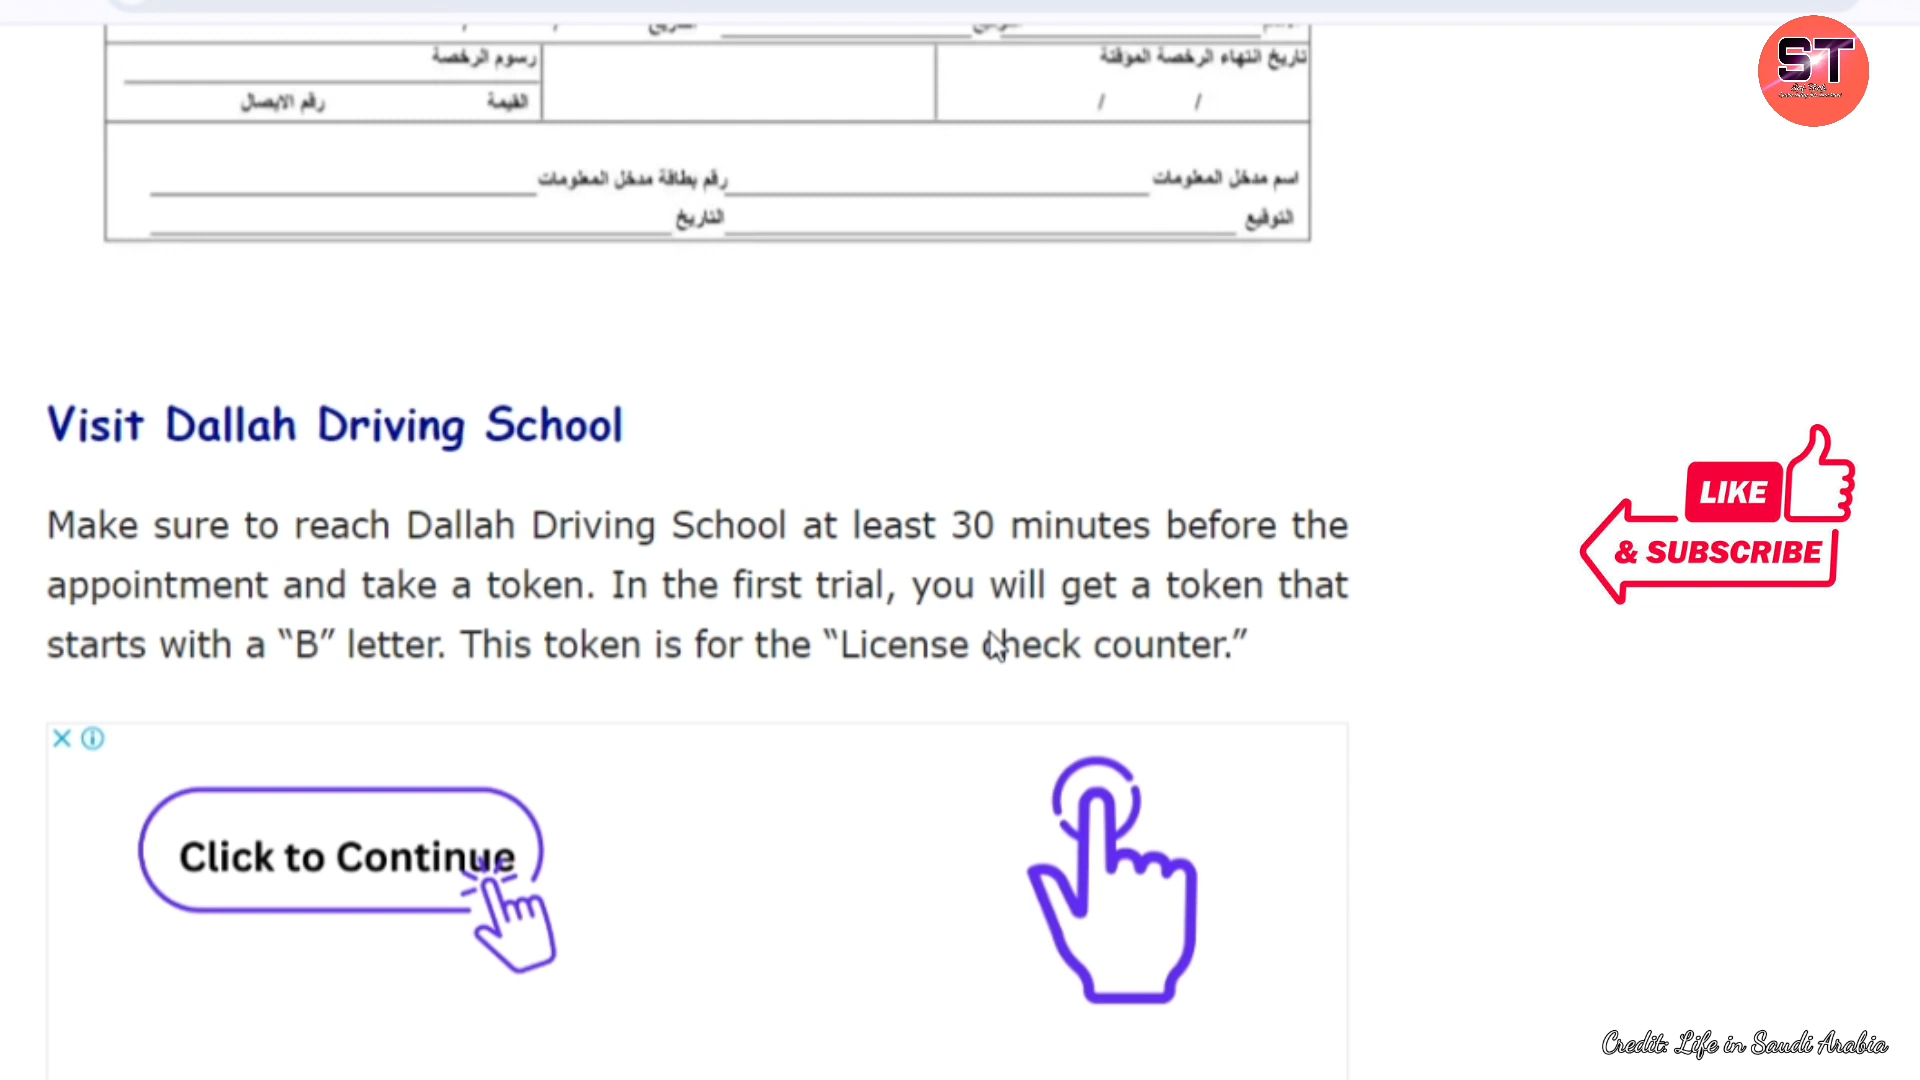 رسوم الرخصة
تاريخ انتهاء الرخصة المؤقتة
القيمة
رقم الايصال
/ /
اسم مدخل المعلومات
رقم بطاقة مدخل المعلومات
التوقيع
التاريخ
ST
Visit Dallah Driving School
Make sure to reach Dallah Driving School at least 30 minutes before the
appointment and take a token. In the first trial, you will get a token that
starts with a “B” letter. This token is for the “License check counter.”
LIKE
& SUBSCRIBE
Click to Continue
Credit: Life in Saudi Arabia